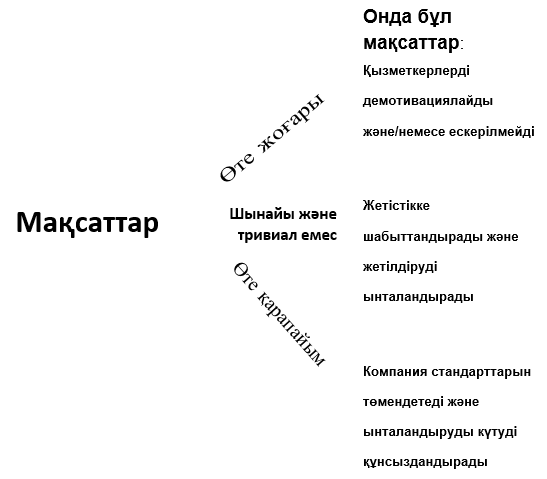 Онда бұл
мақсаттар:
Қызметкерлерді
демотивациялайды
және/немесе ескерілмейді
Өте жоғары
Мақсаттар
Шынайы және
тривиал емес
Жетістікке
шабыттандырады және
жетілдіруді
ынталандырады
Өте қарапайым
Компания стандарттарын
төмендетеді және
ынталандыруды күтуді
құнсыздандырады